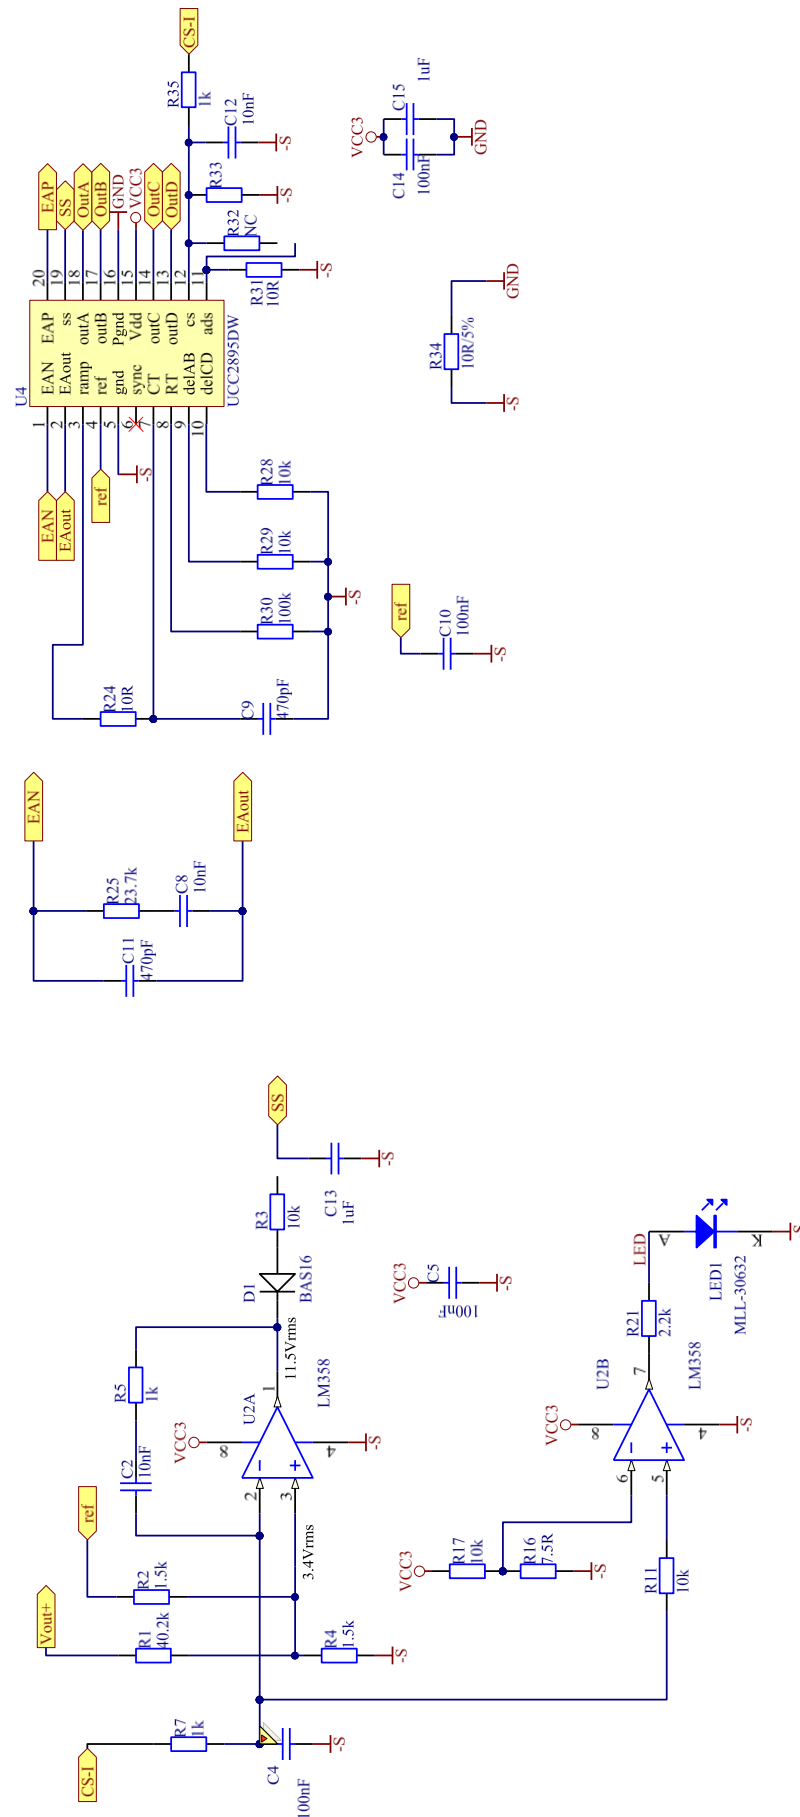 CS-I
R7
1k
C4
100nF
-S
Vout+
R1
40.2k
ref
R2
1.5k
R4
1.5k
-S
3.4Vrms
C2
10nF
R5
1k
VCC3
8
2
3
1
4
U2A
LM358
-S
11.5Vrms
D1
BAS16
R3
10k
SS
C13
1uF
-S
VCC3
C5
100nF
-S
VCC3
R17
10k
R16
7.5R
-S
R11
10k
VCC3
8
6
5
7
4
U2B
LM358
-S
R21
2.2k
LED
A
K
LED1
MLL-30632
-S
EAN
EAout
R25
23.7k
C8
10nF
C11
470pF
R24
10R
C9
470pF
R30
100k
R29
10k
R28
10k
-S
ref
C10
100nF
-S
EAN
EAout
ref
-S
U4
UCC2895DW
1
2
3
4
5
6
7
8
9
10
EAN
EAout
ramp
ref
gnd
sync
CT
RT
delAB
delCD
EAP
ss
outA
outB
Pgnd
Vdd
outC
outD
cs
ads
20
19
18
17
16
15
14
13
12
11
EAP
SS
OutA
OutB
GND
VCC3
OutC
OutD
R31
10R
-S
R32
NC
R33
-S
C12
10nF
-S
R35
1k
CS-I
-S
R34
10R/5%
GND
VCC3
C14
100nF
C15
1uF
GND